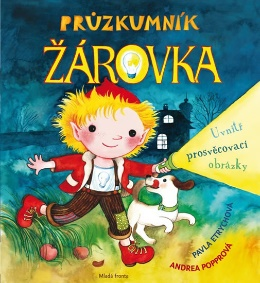 PRŮZKUMNÍK
ŽÁROVKA
Uvnitř
prosvěcovací
obrázky
PAVLA ETRYCHOVÁ
ANDREA POPPROVÁ
Mladá fronta